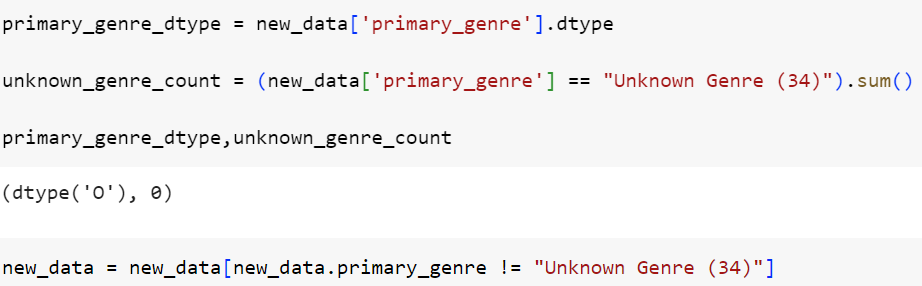 primary_genre_dtype = new_data['primary_genre'].dtype
unknown_genre_count = (new_data['primary_genre'] == "Unknown Genre (34)").sum()
primary_genre_dtype,unknown_genre_count
(dtype('O'), 0)
new_data = new_data[new_data.primary_genre != "Unknown Genre (34)"]